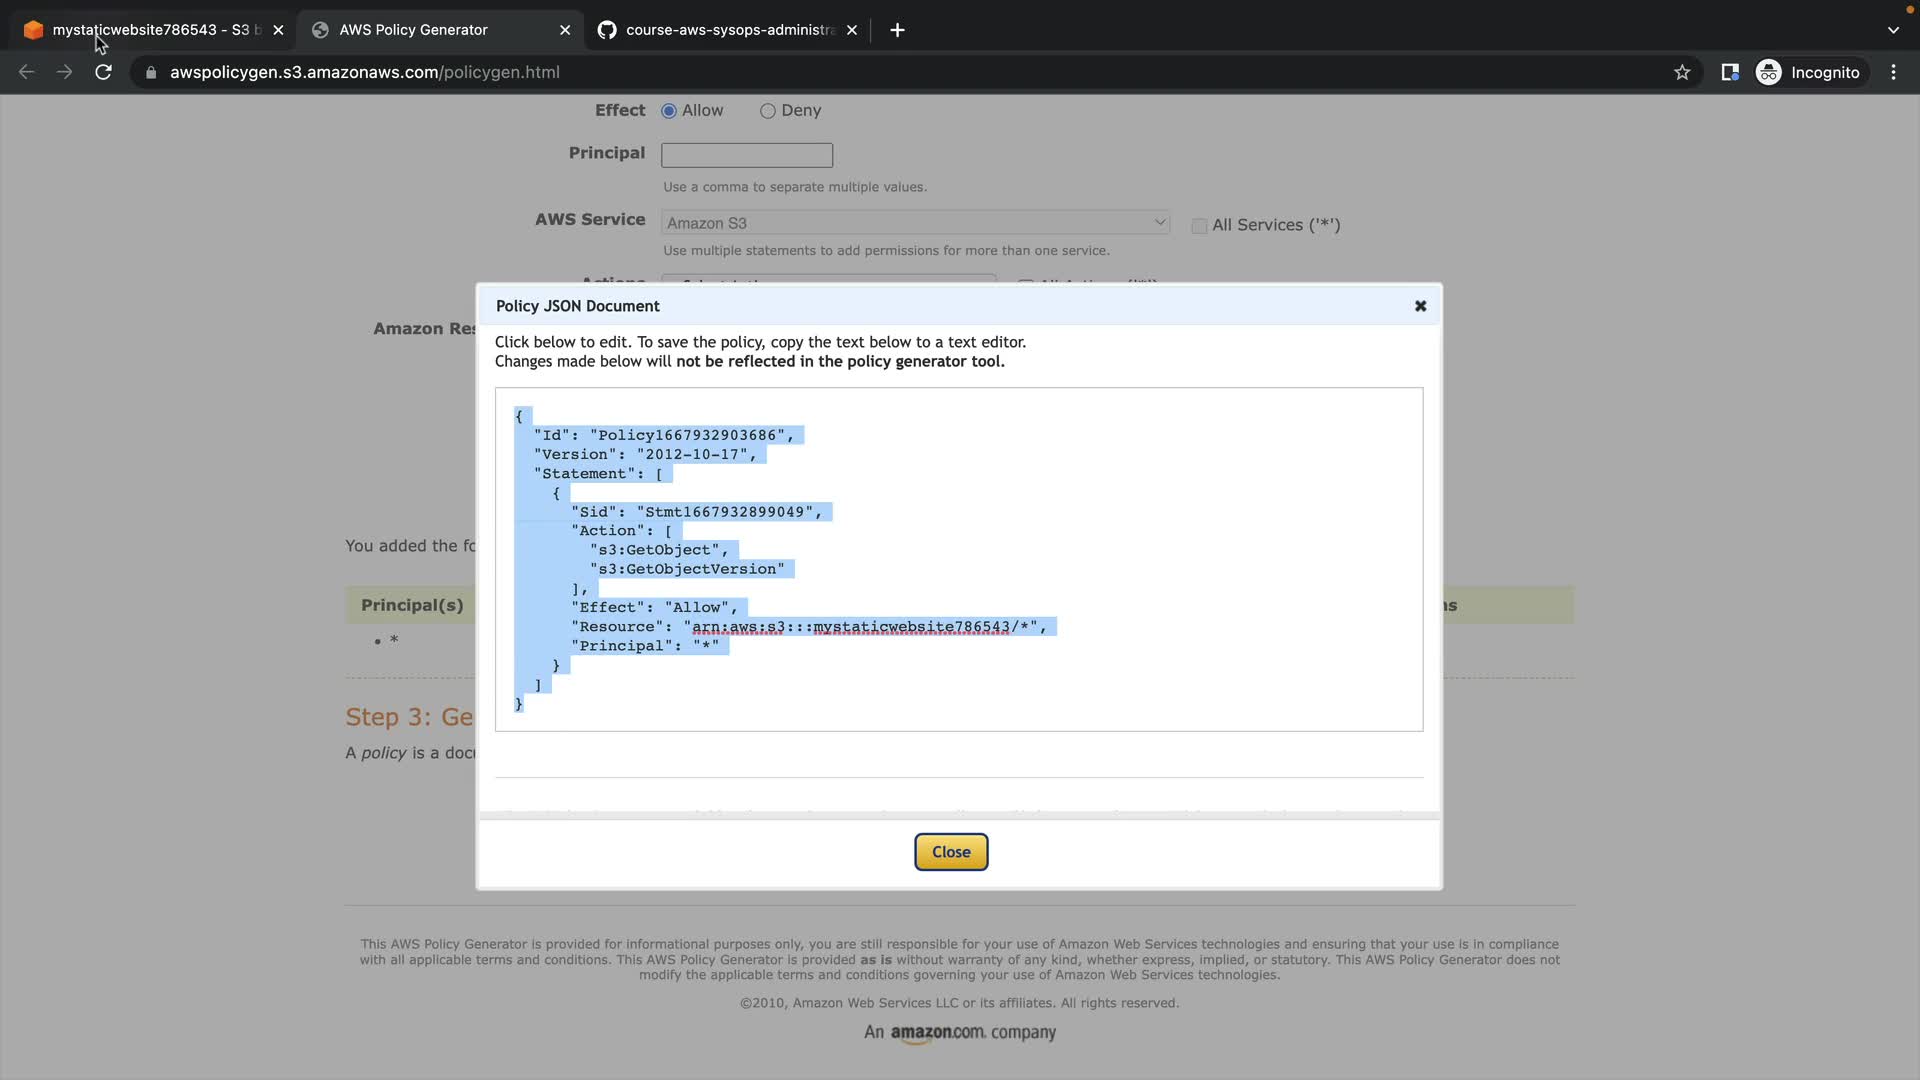 mystaticwebsite786543 - S3 b
AWS Policy Generator
course-aws-sysops-administra
awspolicygen.s3.amazonaws.com/policygen.html
Incognito
Effect
Allow
Deny
Principal
Use a comma to separate multiple values.
AWS Service
Amazon S3
All Services ('*')
Use multiple statements to add permissions for more than one service.
Amazon Res
Policy JSON Document
Click below to edit. To save the policy, copy the text below to a text editor.
Changes made below will not be reflected in the policy generator tool.
{
"Id": "Policy1667932903686",
"Version": "2012-10-17",
"Statement": [
{
"Sid": "Stmt1667932899049",
"Action": [
"s3:GetObject",
"s3:GetObjectVersion"
],
"Effect": "Allow",
"Resource": "arn:aws:s3:::mystaticwebsite786543/*",
"Principal": "*"
}
]
}
You added the fo
Principal(s)
ns
• *
Step 3: Ge
A policy is a docu
Close
This AWS Policy Generator is provided for informational purposes only, you are still responsible for your use of Amazon Web Services technologies and ensuring that your use is in compliance
with all applicable terms and conditions. This AWS Policy Generator is provided as is without warranty of any kind, whether express, implied, or statutory. This AWS Policy Generator does not
modify the applicable terms and conditions governing your use of Amazon Web Services technologies.
©2010, Amazon Web Services LLC or its affiliates. All rights reserved.
An amazon.com. company